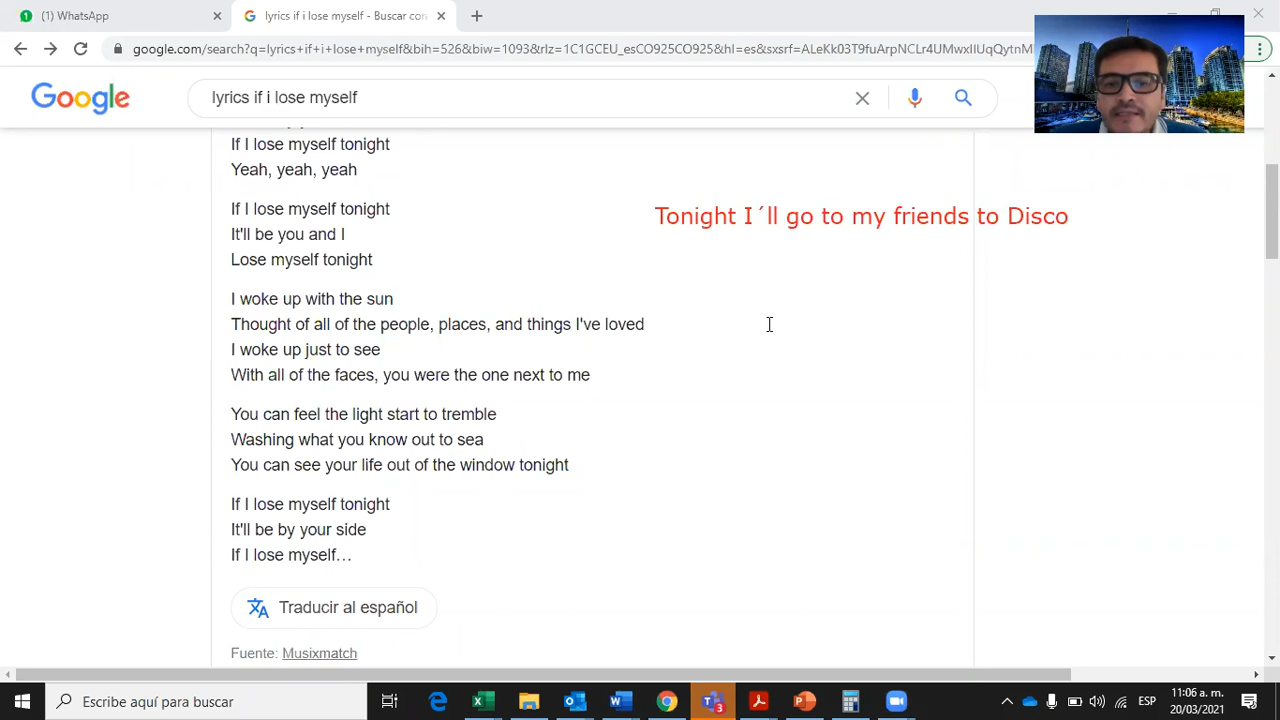 (1) WhatsApp
lyrics if i lose myself - Buscar con
google.com/search?q=lyrics+if+i+lose+myself&bih=526&biw=1093&rlz=1C1GCEU_esCO925CO925&hl=es&sxsrf=ALeKk03T9fuArpNCLr4UMwxIIUqQytnM
Google
lyrics if i lose myself
If I lose myself tonight
Yeah, yeah, yeah
If I lose myself tonight
Tonight I´ll go to my friends to Disco
It'll be you and I
Lose myself tonight
I woke up with the sun
Thought of all of the people, places, and things I've loved
I woke up just to see
With all of the faces, you were the one next to me
You can feel the light start to tremble
Washing what you know out to sea
You can see your life out of the window tonight
If I lose myself tonight
It'll be by your side
If I lose myself…
Traducir al español
Fuente: Musixmatch
Escribe aquí para buscar
3
ESP
11:06 a. m.
20/03/2021